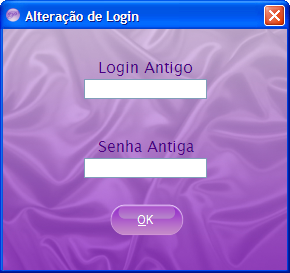 Alteração de Login
Login Antigo
Senha Antiga
OK